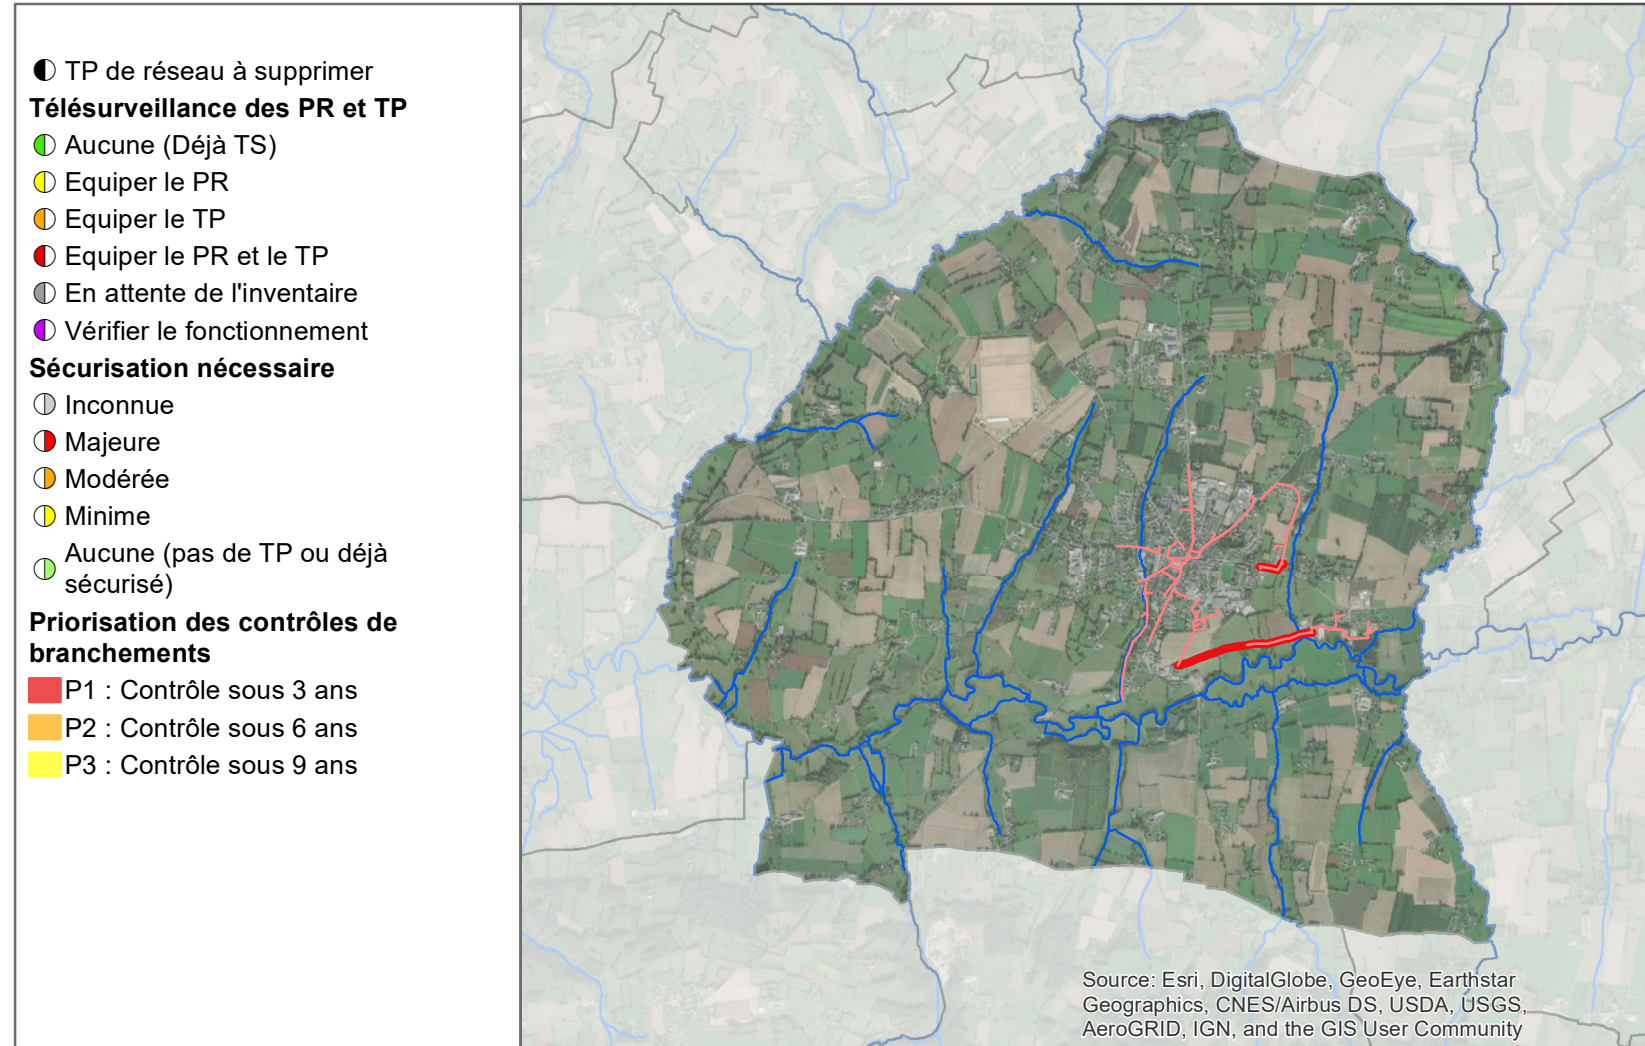 TP de réseau à supprimer
Télésurveillance des PR et TP
Aucune (Déjà TS)
Equiper le PR
Equiper le TP
Equiper le PR et le TP
En attente de l'inventaire
Vérifier le fonctionnement
Sécurisation nécessaire
Inconnue
Majeure
Modérée
Minime
Aucune (pas de TP ou déjà
sécurisé)
Priorisation des contrôles de
branchements
P1 : Contrôle sous 3 ans
P2 : Contrôle sous 6 ans
P3 : Contrôle sous 9 ans
Source: Esri, DigitalGlobe, GeoEye, Earthstar
Geographics, CNES/Airbus DS, USDA, USGS,
AeroGRID, IGN, and the GIS User Community